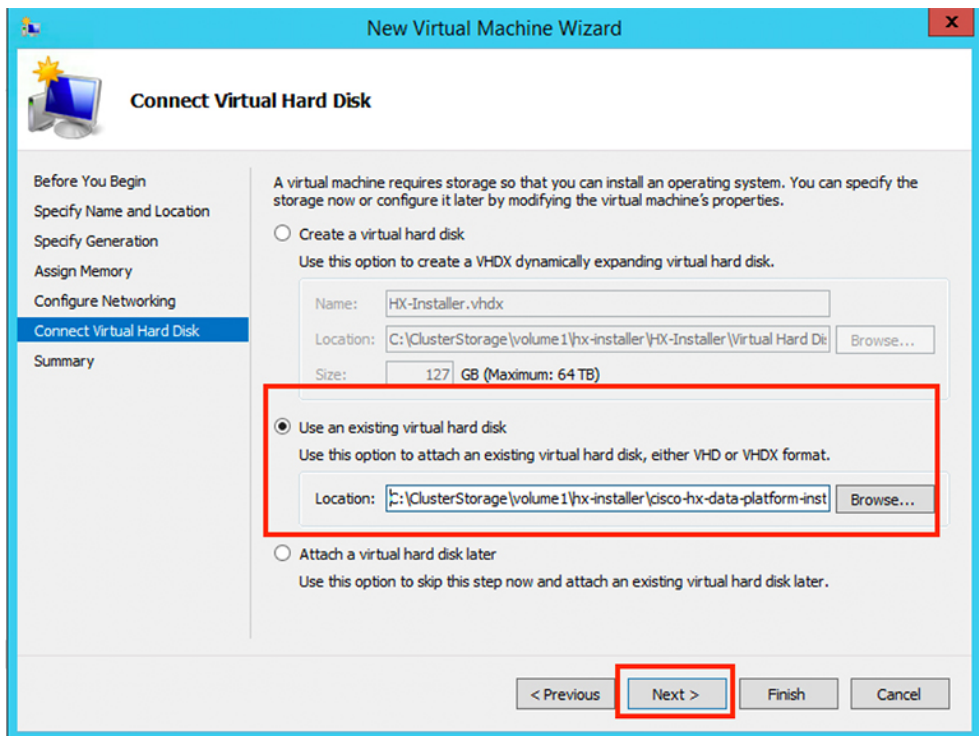 New Virtual Machine Wizard
x
Connect Virtual Hard Disk
Before You Begin
Specify Name and Location
Specify Generation
Assign Memory
Configure Networking
Connect Virtual Hard Disk
Summary
A virtual machine requires storage so that you can install an operating system. You can specify the
storage now or configure it later by modifying the virtual machine's properties.
Create a virtual hard disk
Use this option to create a VHDX dynamically expanding virtual hard disk.
Name: HX-Installer.vhdx
Location: C:\ClusterStorage\volume1\hx-installer\HX-Installer\Virtual Hard Di Browse...
Size: 127 GB (Maximum: 64 TB)
Use an existing virtual hard disk
Use this option to attach an existing virtual hard disk, either VHD or VHDX format.
Location: C:\ClusterStorage\volume1\hx-installer\cisco-hx-data-platform-inst Browse...
Attach a virtual hard disk later
Use this option to skip this step now and attach an existing virtual hard disk later.
< Previous Next > Finish Cancel